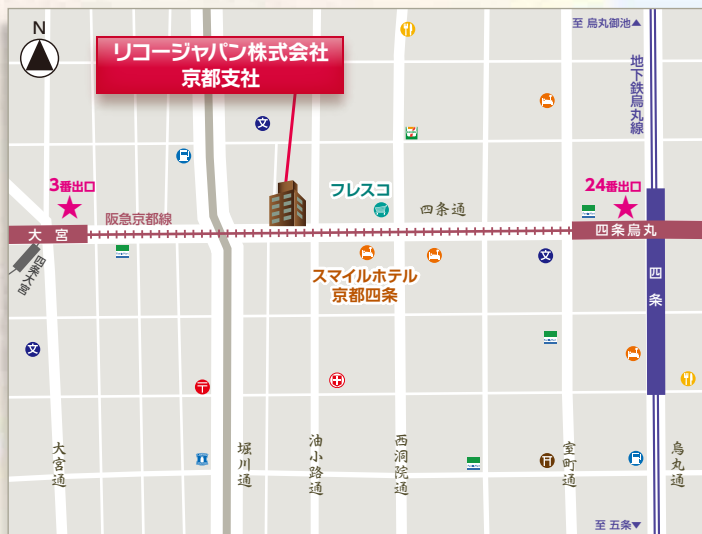 N
至 烏丸御池▲
リコージャパン株式会社
京都支社
地下鉄烏丸線
文
7
フレスコ
3番出口
24番出口
四条通
阪急京都線
大宮
四条烏丸
四条大宮
文
スマイルホテル
京都四条
四条
文
大宮通
堀川通
油小路通
西洞院通
室町通
烏丸通
至 五条▼